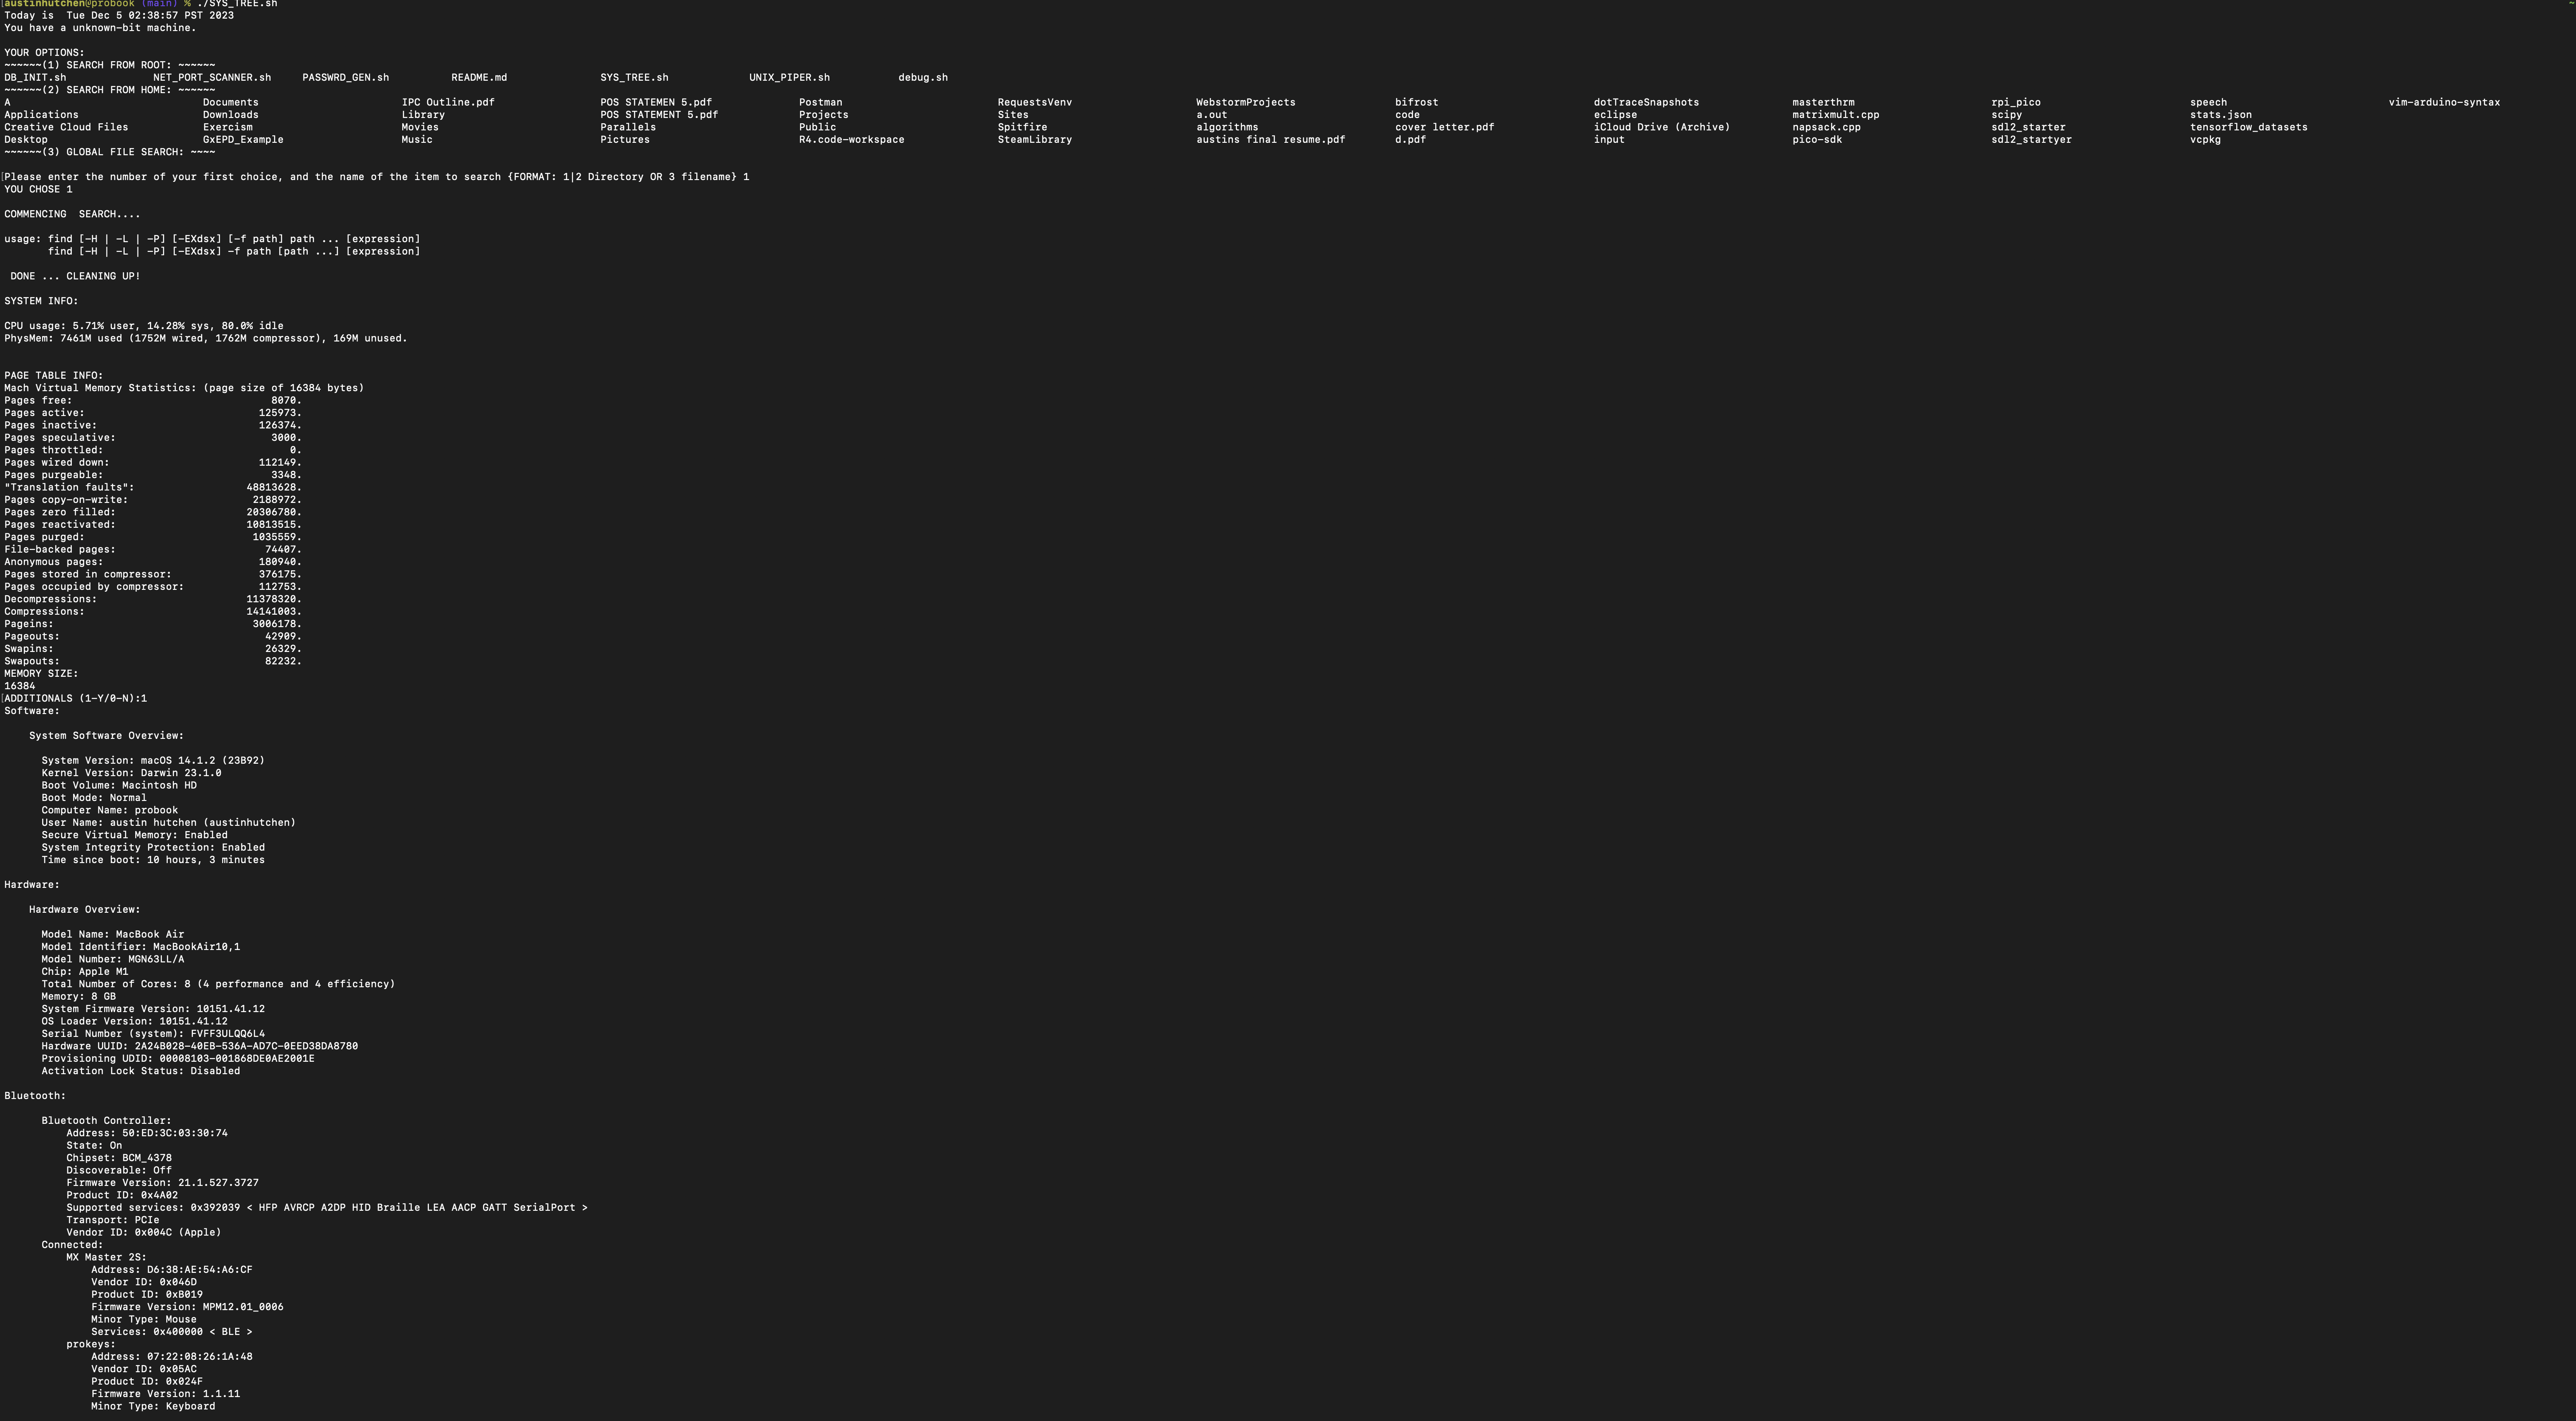 [austinhutchen@probook (main) % ./SYS_TREE.sh
Today is  Tue Dec 5 02:38:57 PST 2023
You have a unknown-bit machine.
YOUR OPTIONS:
~~~~~~(1) SEARCH FROM ROOT: ~~~~~~
DB_INIT.sh NET_PORT_SCANNER.sh PASSWRD_GEN.sh README.md SYS_TREE.sh UNIX_PIPER.sh debug.sh
~~~~~~(2) SEARCH FROM HOME: ~~~~~~
A Documents IPC Outline.pdf POS STATEMEN 5.pdf Postman RequestsVenv WebstormProjects bifrost dotTraceSnapshots masterthrm rpi_pico speech vim-arduino-syntax
Applications Downloads Library POS STATEMENT 5.pdf Projects Sites a.out code eclipse matrixmult.cpp scipy stats.json
Creative Cloud Files Exercism Movies Parallels Public Spitfire algorithms cover letter.pdf iCloud Drive (Archive) napsack.cpp sdl2_starter tensorflow_datasets
Desktop GxEPD_Example Music Pictures R4.code-workspace SteamLibrary austins final resume.pdf d.pdf input pico-sdk sdl2_startyer vcpkg
~~~~~~(3) GLOBAL FILE SEARCH: ~~~~
[Please enter the number of your first choice, and the name of the item to search {FORMAT: 1|2 Directory OR 3 filename} 1
YOU CHOSE 1
COMMENCING  SEARCH....
usage: find [-H | -L | -P] [-EXdsx] [-f path] path ... [expression]
find [-H | -L | -P] [-EXdsx] -f path [path ...] [expression]
DONE ... CLEANING UP!
SYSTEM INFO:
CPU usage: 5.71% user, 14.28% sys, 80.0% idle
PhysMem: 7461M used (1752M wired, 1762M compressor), 169M unused.
PAGE TABLE INFO:
Mach Virtual Memory Statistics: (page size of 16384 bytes)
Pages free: 8070.
Pages active: 125973.
Pages inactive: 126374.
Pages speculative: 3000.
Pages throttled: 0.
Pages wired down: 112149.
Pages purgeable: 3348.
"Translation faults": 48813628.
Pages copy-on-write: 2188972.
Pages zero filled: 20306780.
Pages reactivated: 10813515.
Pages purged: 1035559.
File-backed pages: 74407.
Anonymous pages: 180940.
Pages stored in compressor: 376175.
Pages occupied by compressor: 112753.
Decompressions: 11378320.
Compressions: 14141003.
Pageins: 3006178.
Pageouts: 42909.
Swapins: 26329.
Swapouts: 82232.
MEMORY SIZE:
16384
[ADDITIONALS (1-Y/0-N):1
Software:
System Software Overview:
System Version: macOS 14.1.2 (23B92)
Kernel Version: Darwin 23.1.0
Boot Volume: Macintosh HD
Boot Mode: Normal
Computer Name: probook
User Name: austin hutchen (austinhutchen)
Secure Virtual Memory: Enabled
System Integrity Protection: Enabled
Time since boot: 10 hours, 3 minutes
Hardware:
Hardware Overview:
Model Name: MacBook Air
Model Identifier: MacBookAir10,1
Model Number: MGN63LL/A
Chip: Apple M1
Total Number of Cores: 8 (4 performance and 4 efficiency)
Memory: 8 GB
System Firmware Version: 10151.41.12
OS Loader Version: 10151.41.12
Serial Number (system): FVFF3ULQQ6L4
Hardware UUID: 2A24B028-40EB-536A-AD7C-0EED38DA8780
Provisioning UDID: 00008103-001868DE0AE2001E
Activation Lock Status: Disabled
Bluetooth:
Bluetooth Controller:
Address: 50:ED:3C:03:30:74
State: On
Chipset: BCM_4378
Discoverable: Off
Firmware Version: 21.1.527.3727
Product ID: 0x4A02
Supported services: 0x392039 < HFP AVRCP A2DP HID Braille LEA AACP GATT SerialPort >
Transport: PCIe
Vendor ID: 0x004C (Apple)
Connected:
MX Master 2S:
Address: D6:38:AE:54:A6:CF
Vendor ID: 0x046D
Product ID: 0xB019
Firmware Version: MPM12.01_0006
Minor Type: Mouse
Services: 0x400000 < BLE >
prokeys:
Address: 07:22:08:26:1A:48
Vendor ID: 0x05AC
Product ID: 0x024F
Firmware Version: 1.1.11
Minor Type: Keyboard